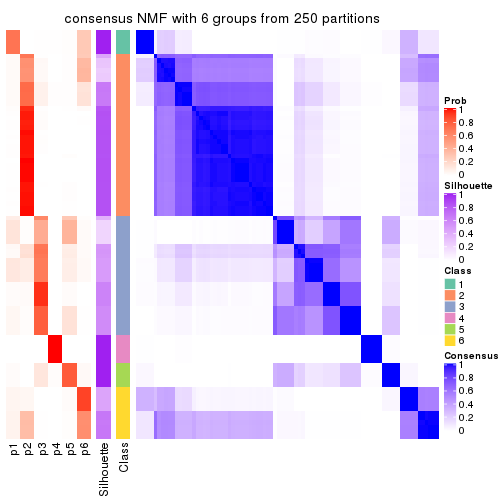 consensus NMF with 6 groups from 250 partitions
Prob
1
0.8
0.6
0.4
0.2
0
Silhouette
1
0.8
0.6
0.4
0.2
0
Class
1
2
3
4
5
6
Consensus
1
0.8
0.6
0.4
0.2
0
p1
p2
p3
p4
p5
p6
Silhouette
Class